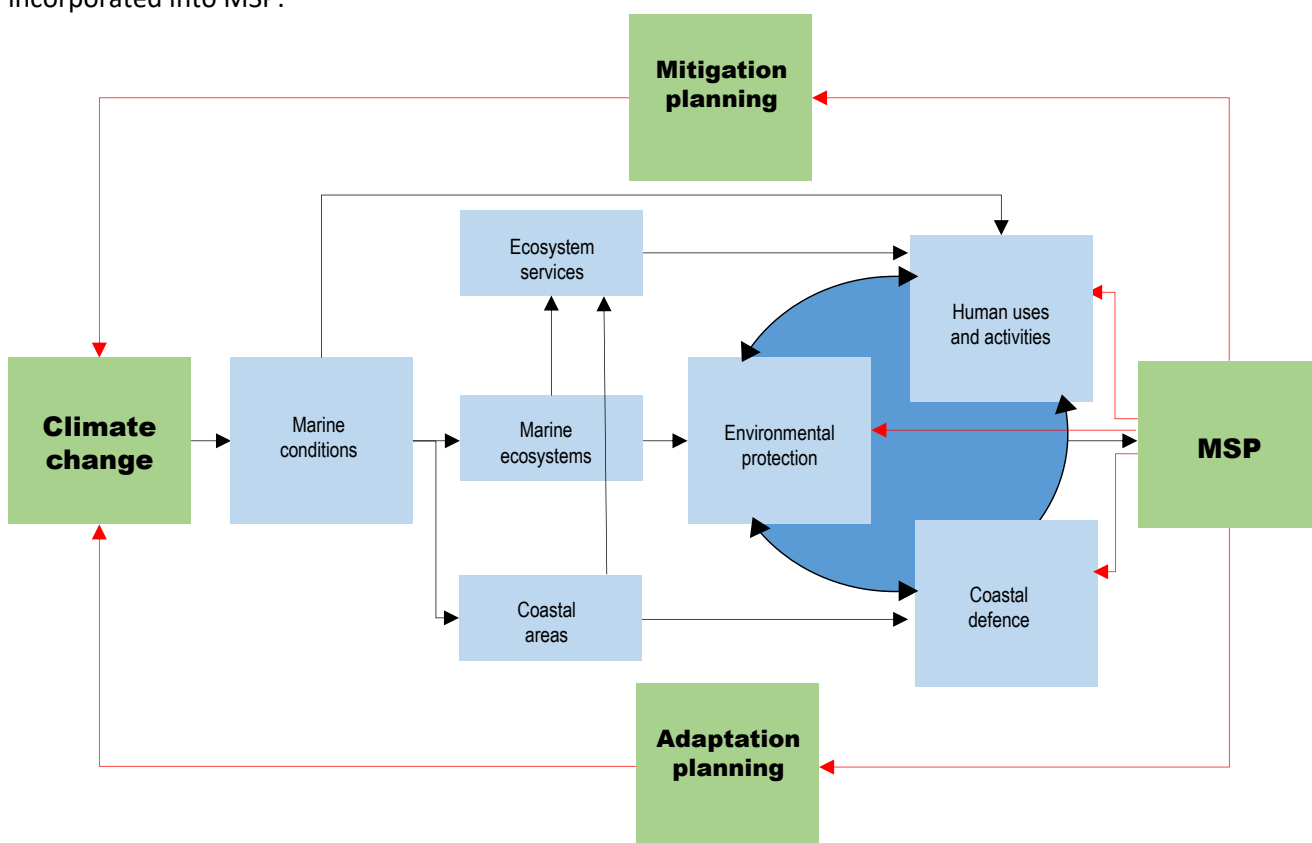 incorporated into MSP.
Mitigation
planning
Ecosystem
services
Human uses
and activities
Climate
change
Marine
conditions
Marine
ecosystems
Environmental
protection
MSP
Coastal
areas
Coastal
defence
Adaptation
planning